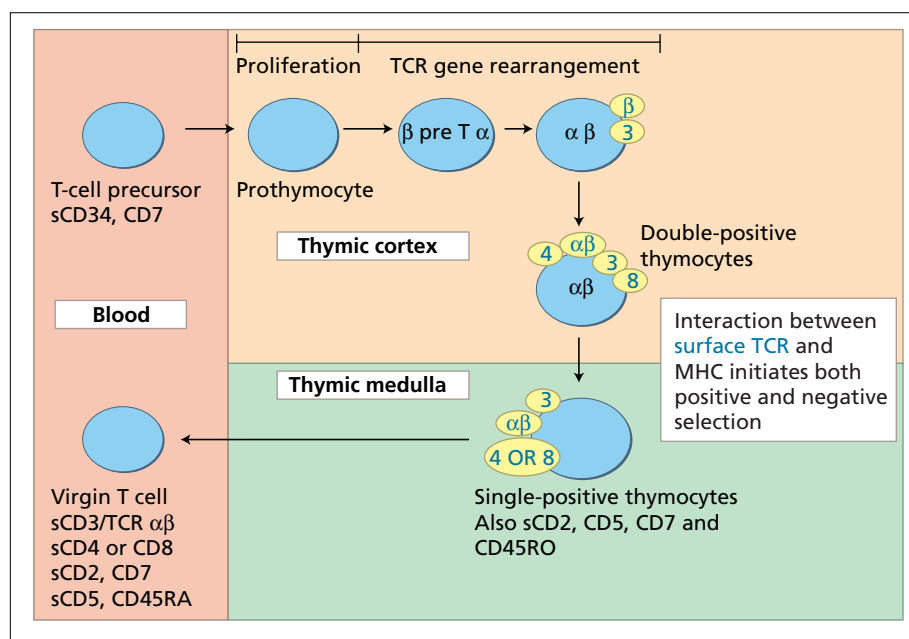 Proliferation
TCR gene rearrangement
β
3
β pre T α
α β
T-cell precursor
sCD34, CD7
Prothymocyte
Thymic cortex
4
αβ
3
8
αβ
Double-positive
thymocytes
Blood
Interaction between
surface TCR and
MHC initiates both
positive and negative
selection
Thymic medulla
3
αβ
4 OR 8
Virgin T cell
sCD3/TCR αβ
sCD4 or CD8
sCD2, CD7
sCD5, CD45RA
Single-positive thymocytes
Also sCD2, CD5, CD7 and
CD45RO